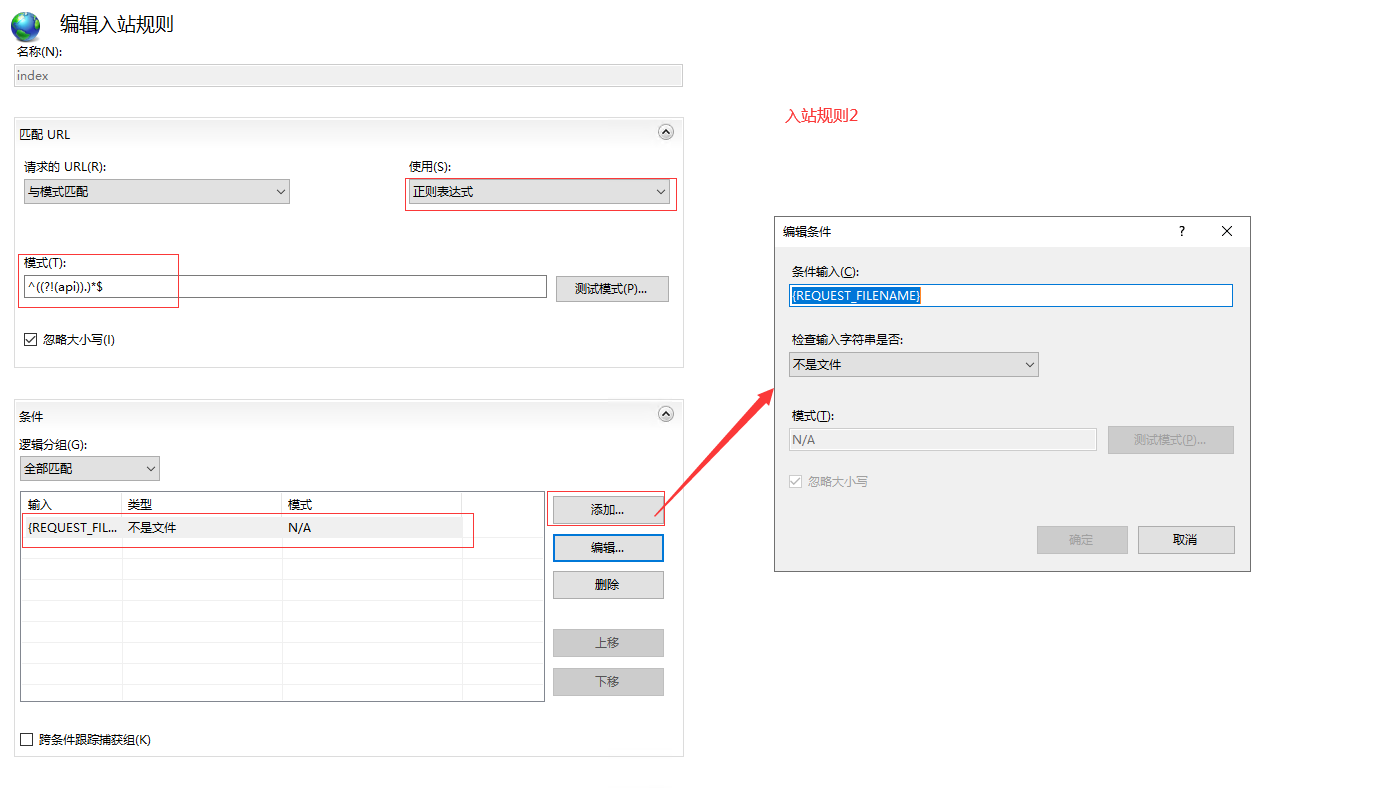 编辑入站规则
名称(N):
index
匹配 URL
请求的 URL(R):
使用(S):
与模式匹配
正则表达式
模式(T):
^((?!(api)).)*$
测试模式(P)...
忽略大小写(I)
条件
逻辑分组(G):
全部匹配
输入 类型 模式
{REQUEST_FIL... 不是文件 N/A
添加...
编辑...
删除
上移
下移
跨条件跟踪捕获组(K)
入站规则2
编辑条件
?
条件输入(C):
{REQUEST_FILENAME}
检查输入字符串是否:
不是文件
模式(T):
N/A
测试模式(P)...
忽略大小写
确定
取消